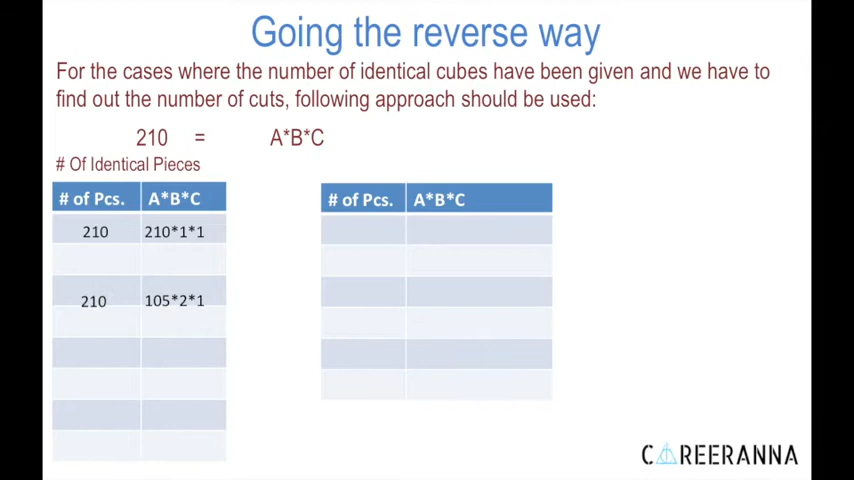 Going the reverse way
For the cases where the number of identical cubes have been given and we have to
find out the number of cuts, following approach should be used:
210 = A*B*C
# Of Identical Pieces
# of Pcs. A*B*C
210 210*1*1
210 105*2*1
# of Pcs. A*B*C
CAREERANNA